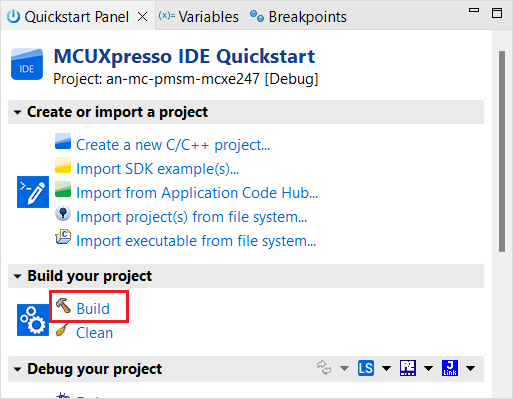 Quickstart Panel (x)= Variables Breakpoints
IDE MCUXpresso IDE Quickstart
Project: an-mc-pmsm-mcxe247 [Debug]
Create or import a project
Create a new C/C++ project...
Import SDK example(s)...
Import from Application Code Hub...
Import project(s) from file system...
Import executable from file system...
Build your project
Build
Clean
Debug your project LS J Link